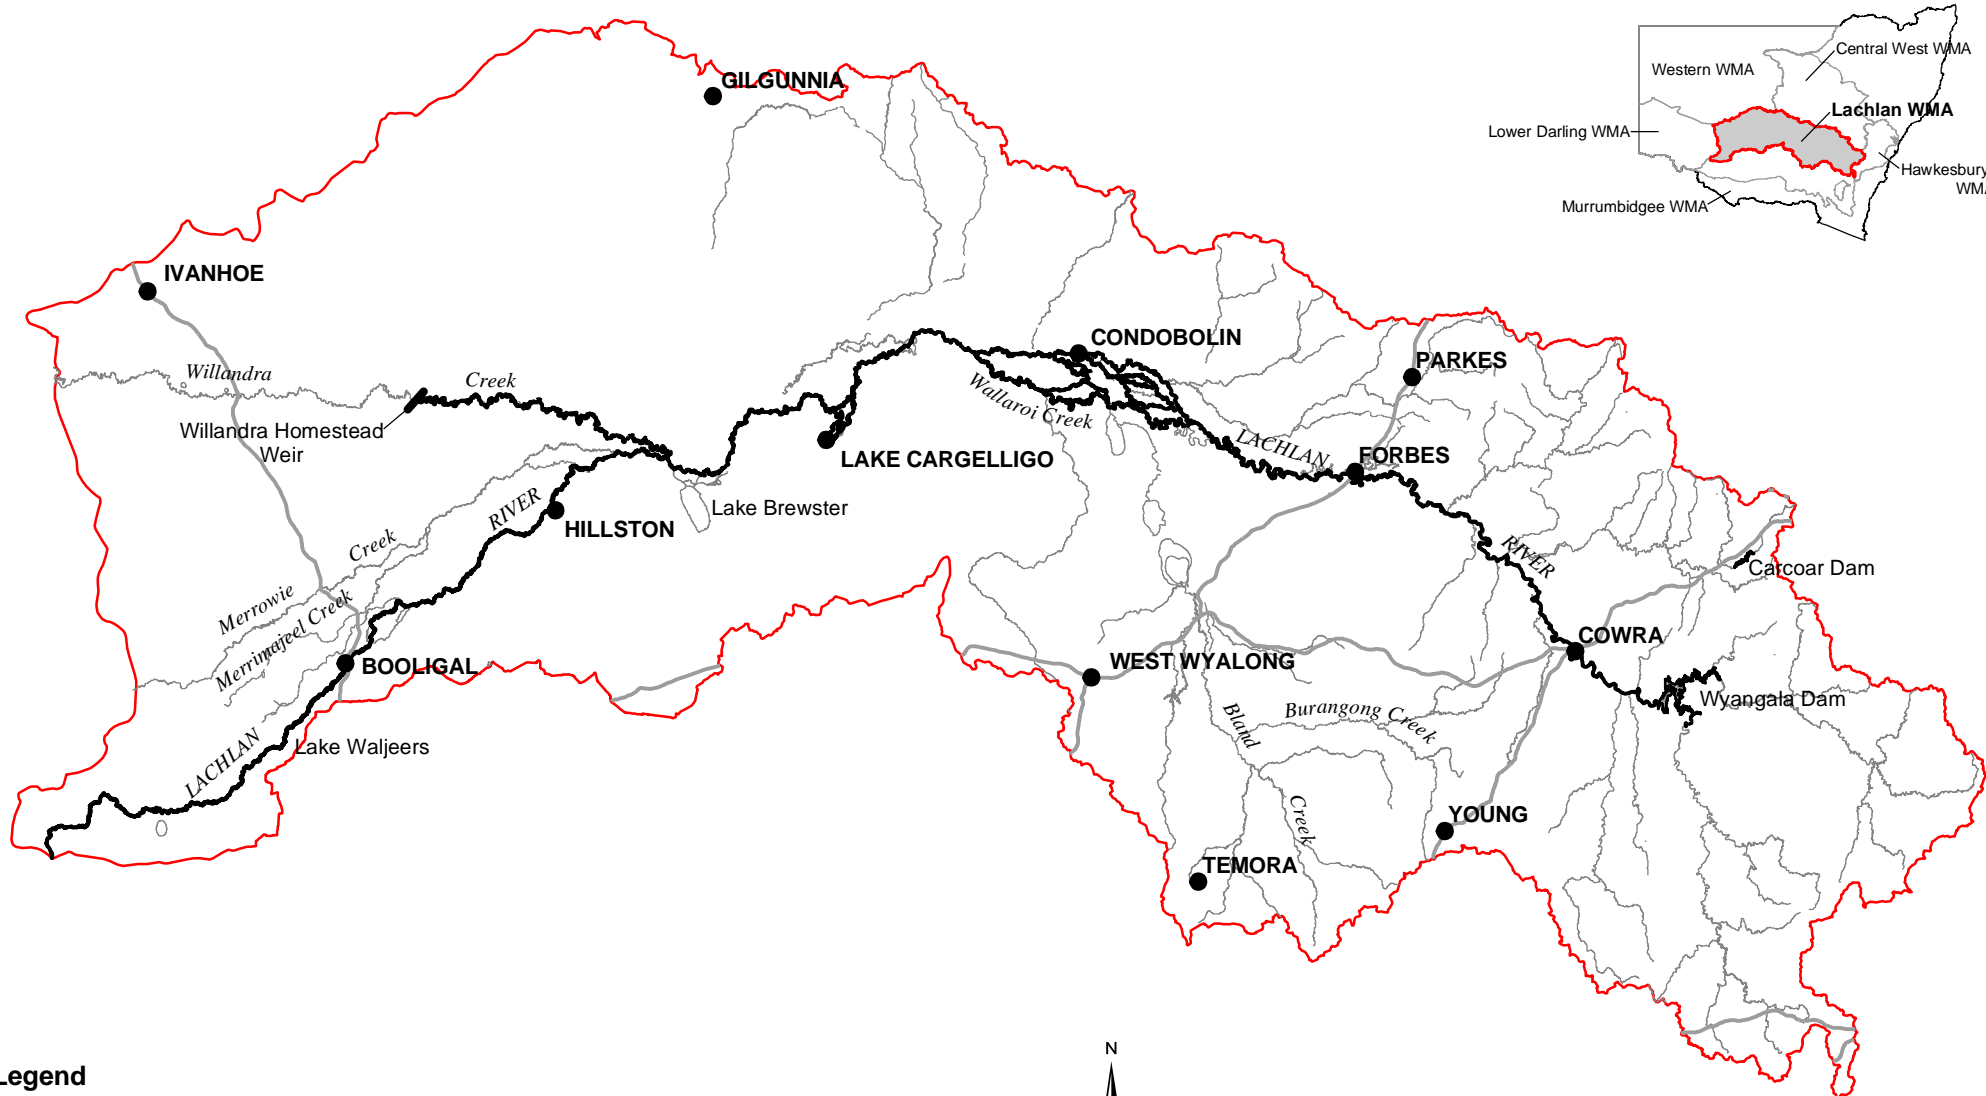 GILGUNNIA
Central West WMA
Western WMA
Lachlan WMA
Lower Darling WMA
Hawkesbury
WMA
Murrumbidgee WMA
IVANHOE
CONDOBOLIN
PARKES
Willandra
Creek
Wallaroi Creek
Willandra Homestead
Weir
LACHLAN
FORBES
LAKE CARGELLIGO
RIVER
Lake Brewster
HILLSTON
Creek
RIVER
Carcoar Dam
Merrowie
Merrimajeel Creek
COWRA
BOOLIGAL
WEST WYALONG
Wyangala Dam
Bland
Burangong Creek
LACHLAN
Lake Waljeers
Creek
YOUNG
TEMORA
N
Legend